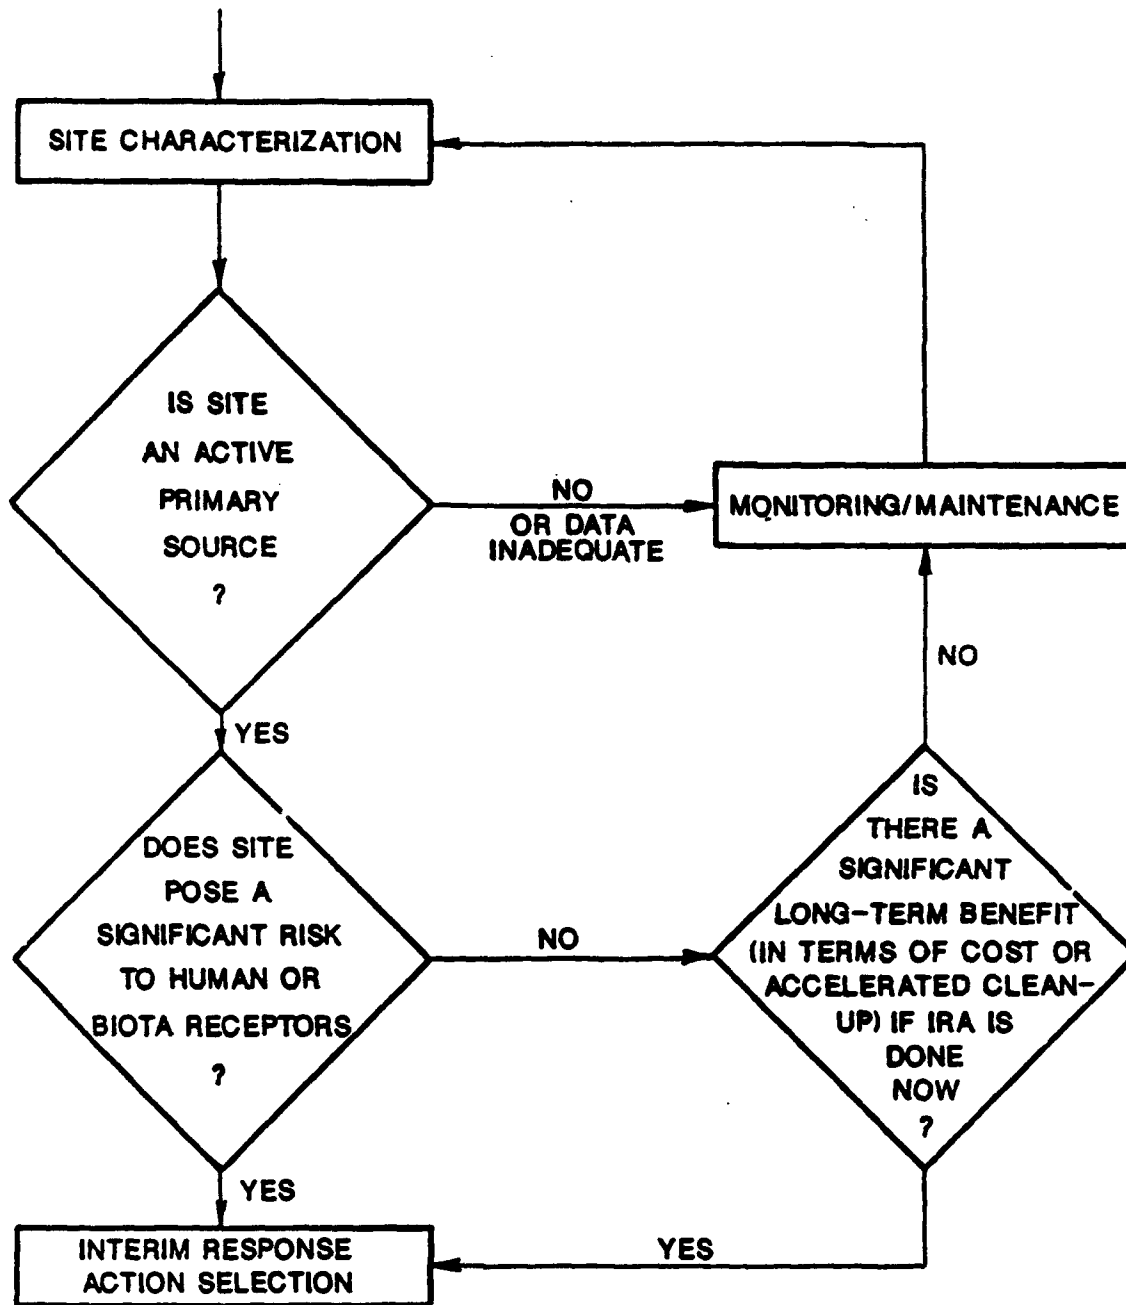 SITE CHARACTERIZATION
IS SITE
AN ACTIVE
PRIMARY
SOURCE
?
NO
OR DATA
INADEQUATE
MONITORING/MAINTENANCE
YES
NO
DOES SITE
POSE A
SIGNIFICANT RISK
TO HUMAN OR
BIOTA RECEPTORS
?
NO
IS
THERE A
SIGNIFICANT
LONG-TERM BENEFIT
(IN TERMS OF COST OR
ACCELERATED CLEAN-
UP) IF IRA IS
DONE
NOW
?
YES
YES
INTERIM RESPONSE
ACTION SELECTION